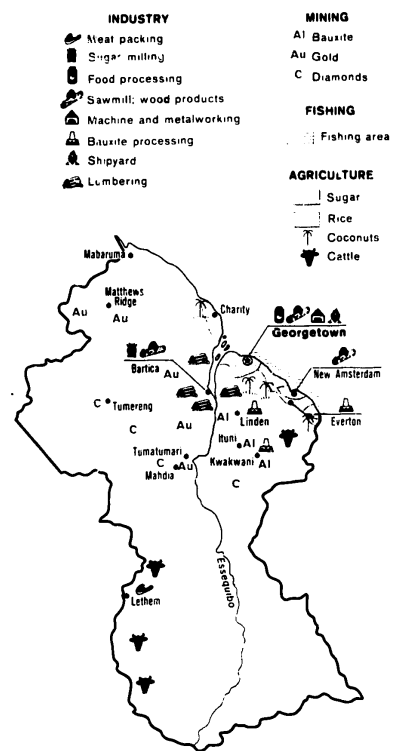 INDUSTRY
Meat packing
Sugar milling
Food processing
Sawmill; wood products
Machine and metalworking
Bauxite processing
Shipyard
Lumbering
MINING
Al Bauxite
Au Gold
C Diamonds
FISHING
Fishing area
AGRICULTURE
Sugar
Rice
Coconuts
Cattle
Mabaruma
Matthews
Ridge
Au
Au
Charity
Georgetown
Bartica
Au
New Amsterdam
C Tumereng
Al
Linden
Everton
C
Au
Ituni
Al
Tumatumari
Kwakwani
Al
C
Au
Mahdia
C
Essequibo
Lethem